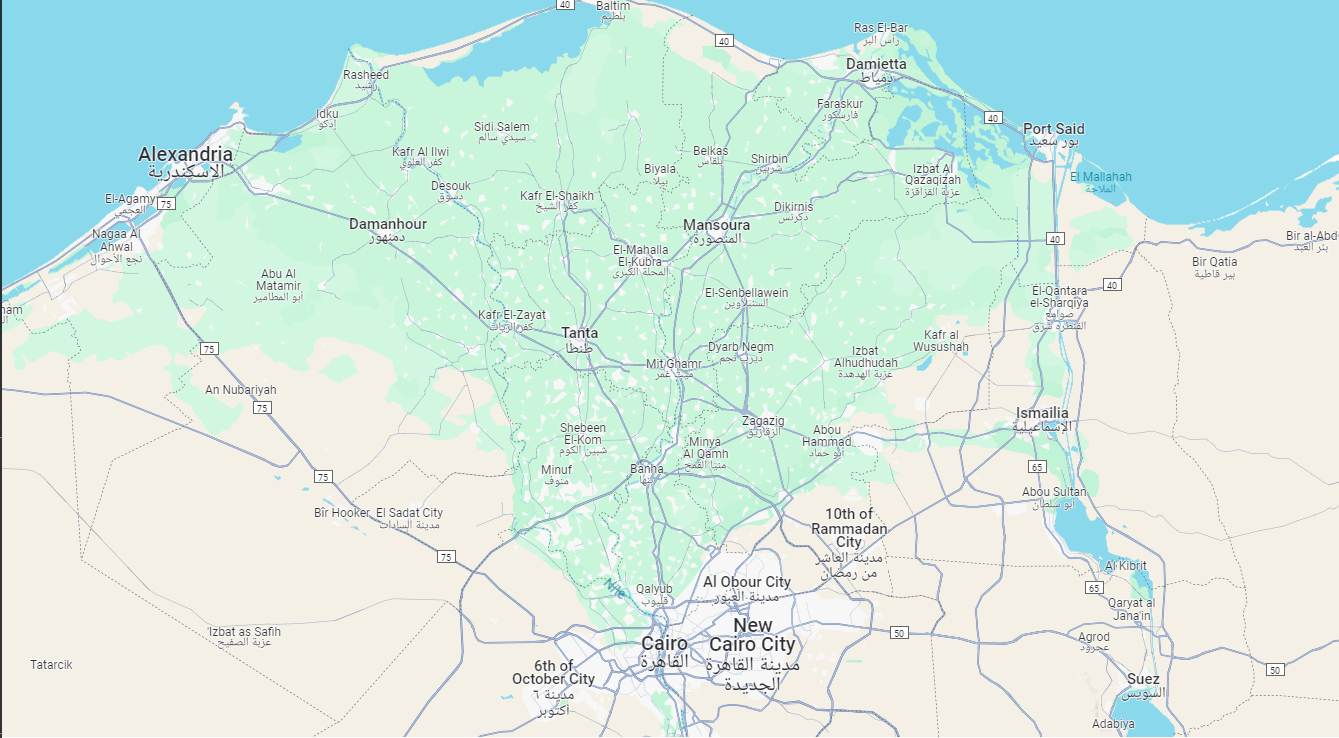 40
Baltim
بلطيم
40
Ras El-Bar
راس البر
Damietta
دمياط
Rasheed
رشيد
Idku
إدكو
Faraskur
فارسكور
40
Port Said
بور سعيد
Sidi Salem
سيدي سالم
Alexandria
الإسكندرية
Kafr Al Ilwi
كفر العلوي
Belkas
بلقاس
Shirbin
شربين
Biyala
بيلا
Izbat Al
Qazaqizah
عزبة القزاقزة
El Mallahah
الملاحة
Desouk
دسوق
Kafr El-Shaikh
كفر الشيخ
El-Agamy
العجمي
75
Dikirnis
دكرنس
Damanhour
دمنهور
Mansoura
المنصورة
Nagaa Al
Ahwal
نجع الأحوال
40
Bir al-Abd
بئر العبد
El-Mahalla
El-Kubra
المحلة الكبرى
Bir Qatia
بير قاطية
Abu Al
Matamir
أبو المطامير
40
El-Senbellawein
السنبلاوين
El-Qantara
el-Sharqiya
صوامع
القنطرة شرق
ham
Kafr El-Zayat
كفر الزيات
Tanta
طنطا
Kafr al
Wusushah
75
Dyarb Negm
ديرب نجم
Izbat
Alhudhudah
عزبة الهدهدة
Mit Ghamr
ميت غمر
An Nubariyah
75
Ismailia
الإسماعيلية
Zagazig
الزقازيق
Shebeen
El-Kom
شبين الكوم
Abou
Hammad
أبو حماد
Minya
Al Qamh
منيا القمح
65
Minuf
منوف
Banha
بنها
75
Abou Sultan
أبو سلطان
Bîr Hooker
El Sadat City
مدينة السادات
10th of
Rammadan
City
مدينة العاشر
من رمضان
75
Al Kibrit
Nile
Qalyub
قليوب
Al Obour City
مدينة العبور
65
Qaryat al
Jana'in
'Izbat as Safih
عزبة الصفيح
New
Cairo City
مدينة القاهرة
الجديدة
50
Agrod
عجرود
Cairo
القاهرة
Tatarcik
6th of
October City
مدينة ٦
أكتوبر
50
Suez
السويس
Adabiya